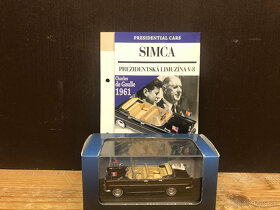 PRESIDENTIAL CARS
SIMCA
PREZIDENTSKÁ LIMUZÍNA V-8
Charles
de Gaulle
1961